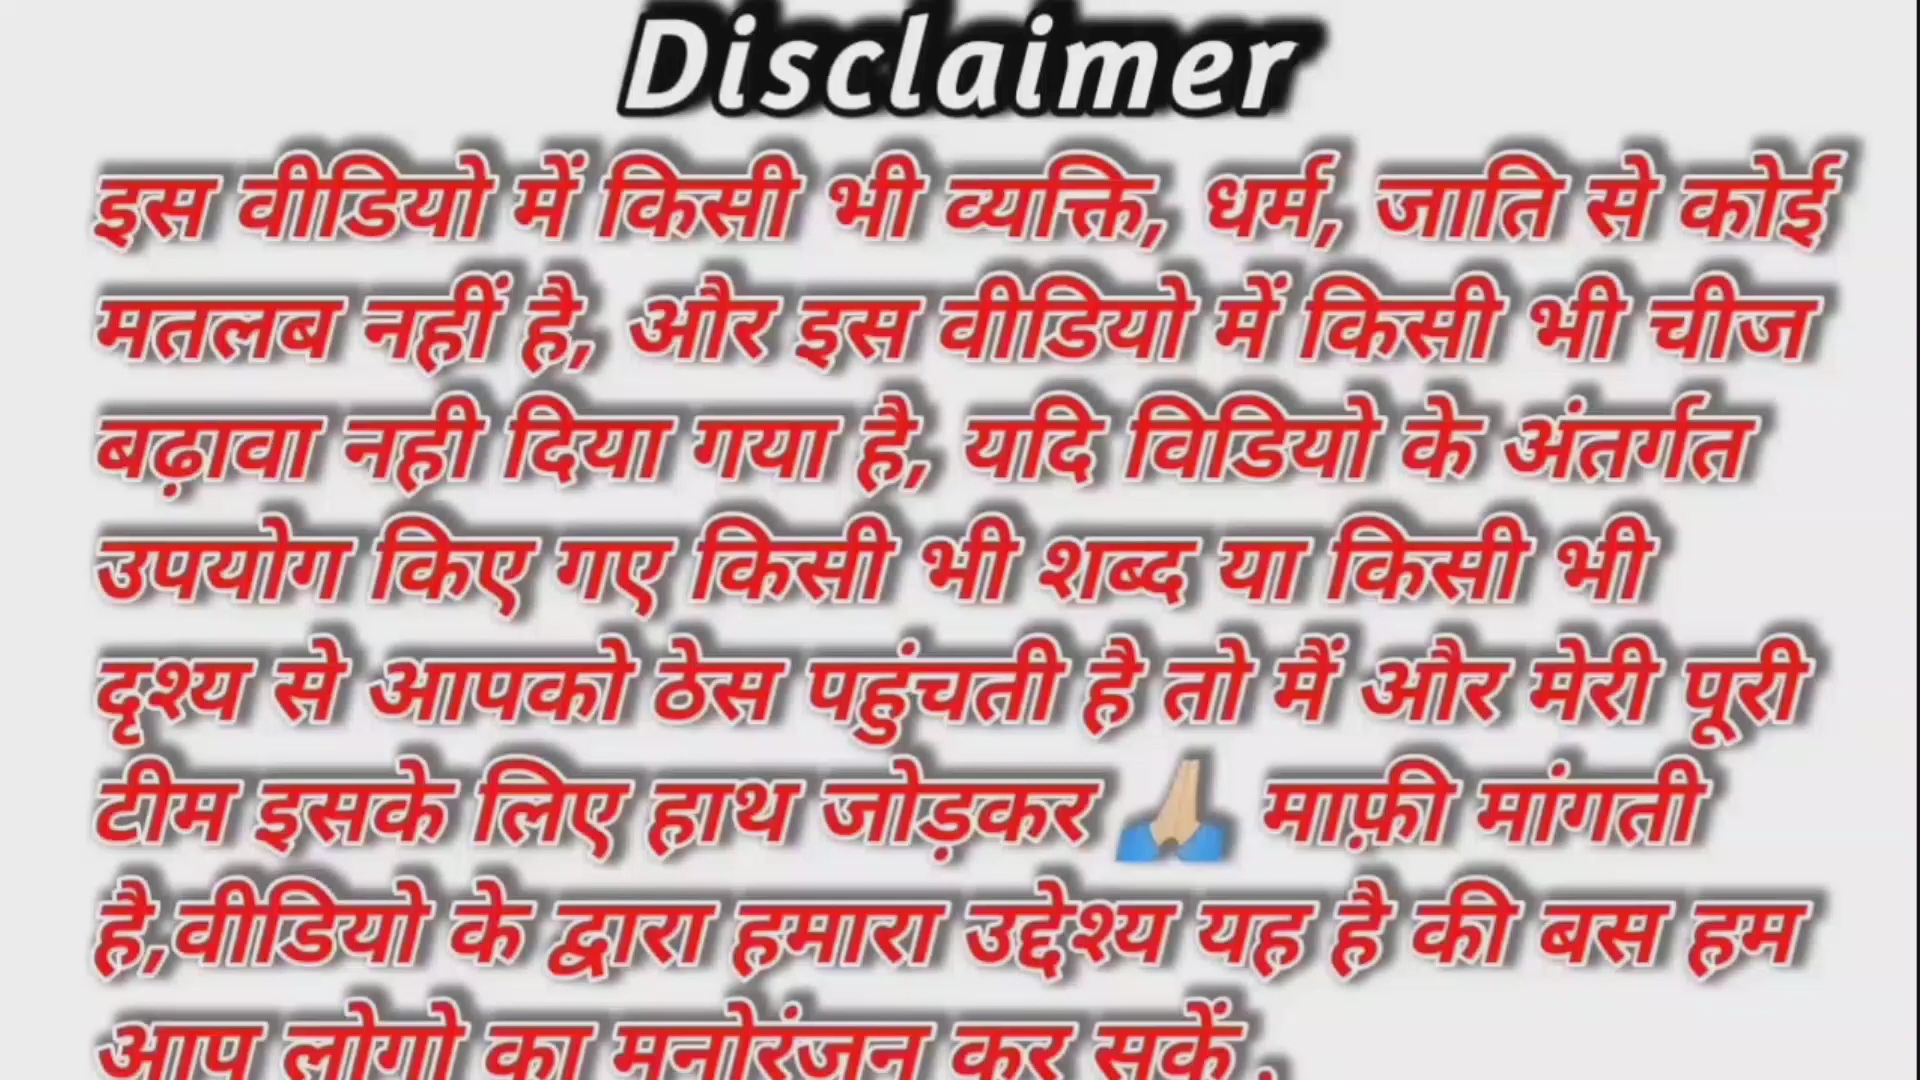 Disclaimer
इस वीडियो में किसी भी व्यक्ति, धर्म, जाति से कोई
मतलब नहीं है, और इस वीडियो में किसी भी चीज
बढ़ावा नही दिया गया है, यदि विडियो के अंतर्गत
उपयोग किए गए किसी भी शब्द या किसी भी
दृश्य से आपको ठेस पहुंचती है तो मैं और मेरी पूरी
टीम इसके लिए हाथ जोड़कर 🙏🏼 माफ़ी मांगती
है,वीडियो के द्वारा हमारा उद्देश्य यह है की बस हम
आप लोगो का मनोरंजन कर सकें .